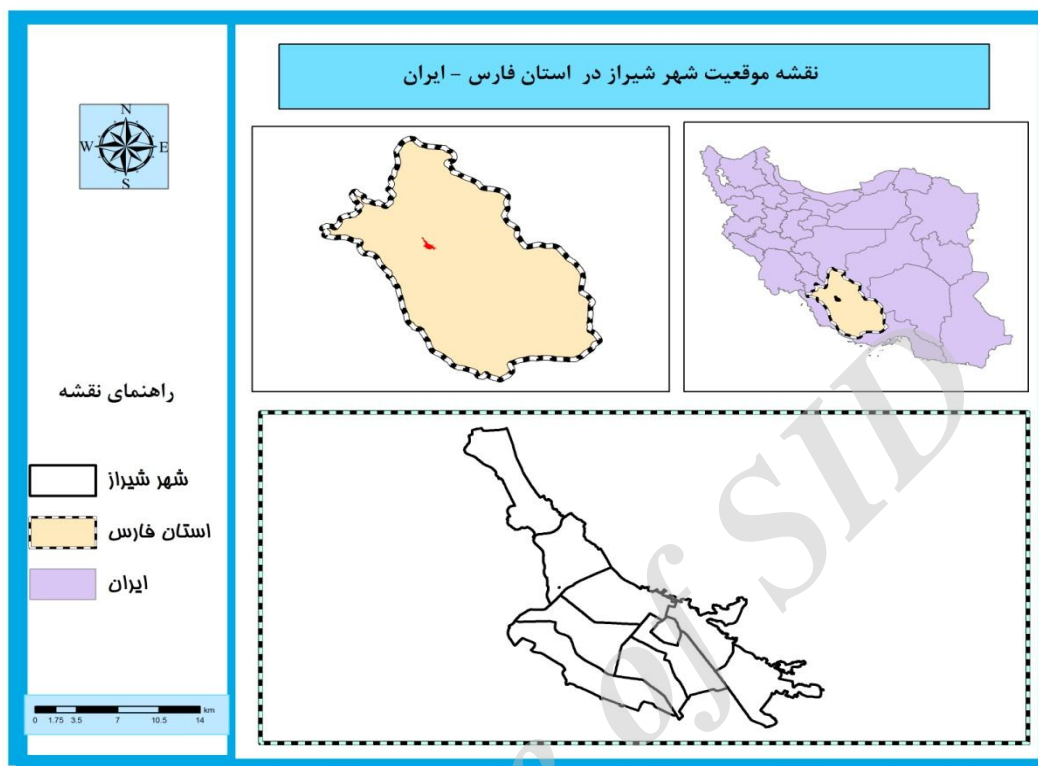 نقشه موقعیت شهر شیراز در استان فارس - ایران
N
W E
S
راهنمای نقشه
شهر شیراز
استان فارس
ایران
km
0 1.75 3.5 7 10.5 14
of SID